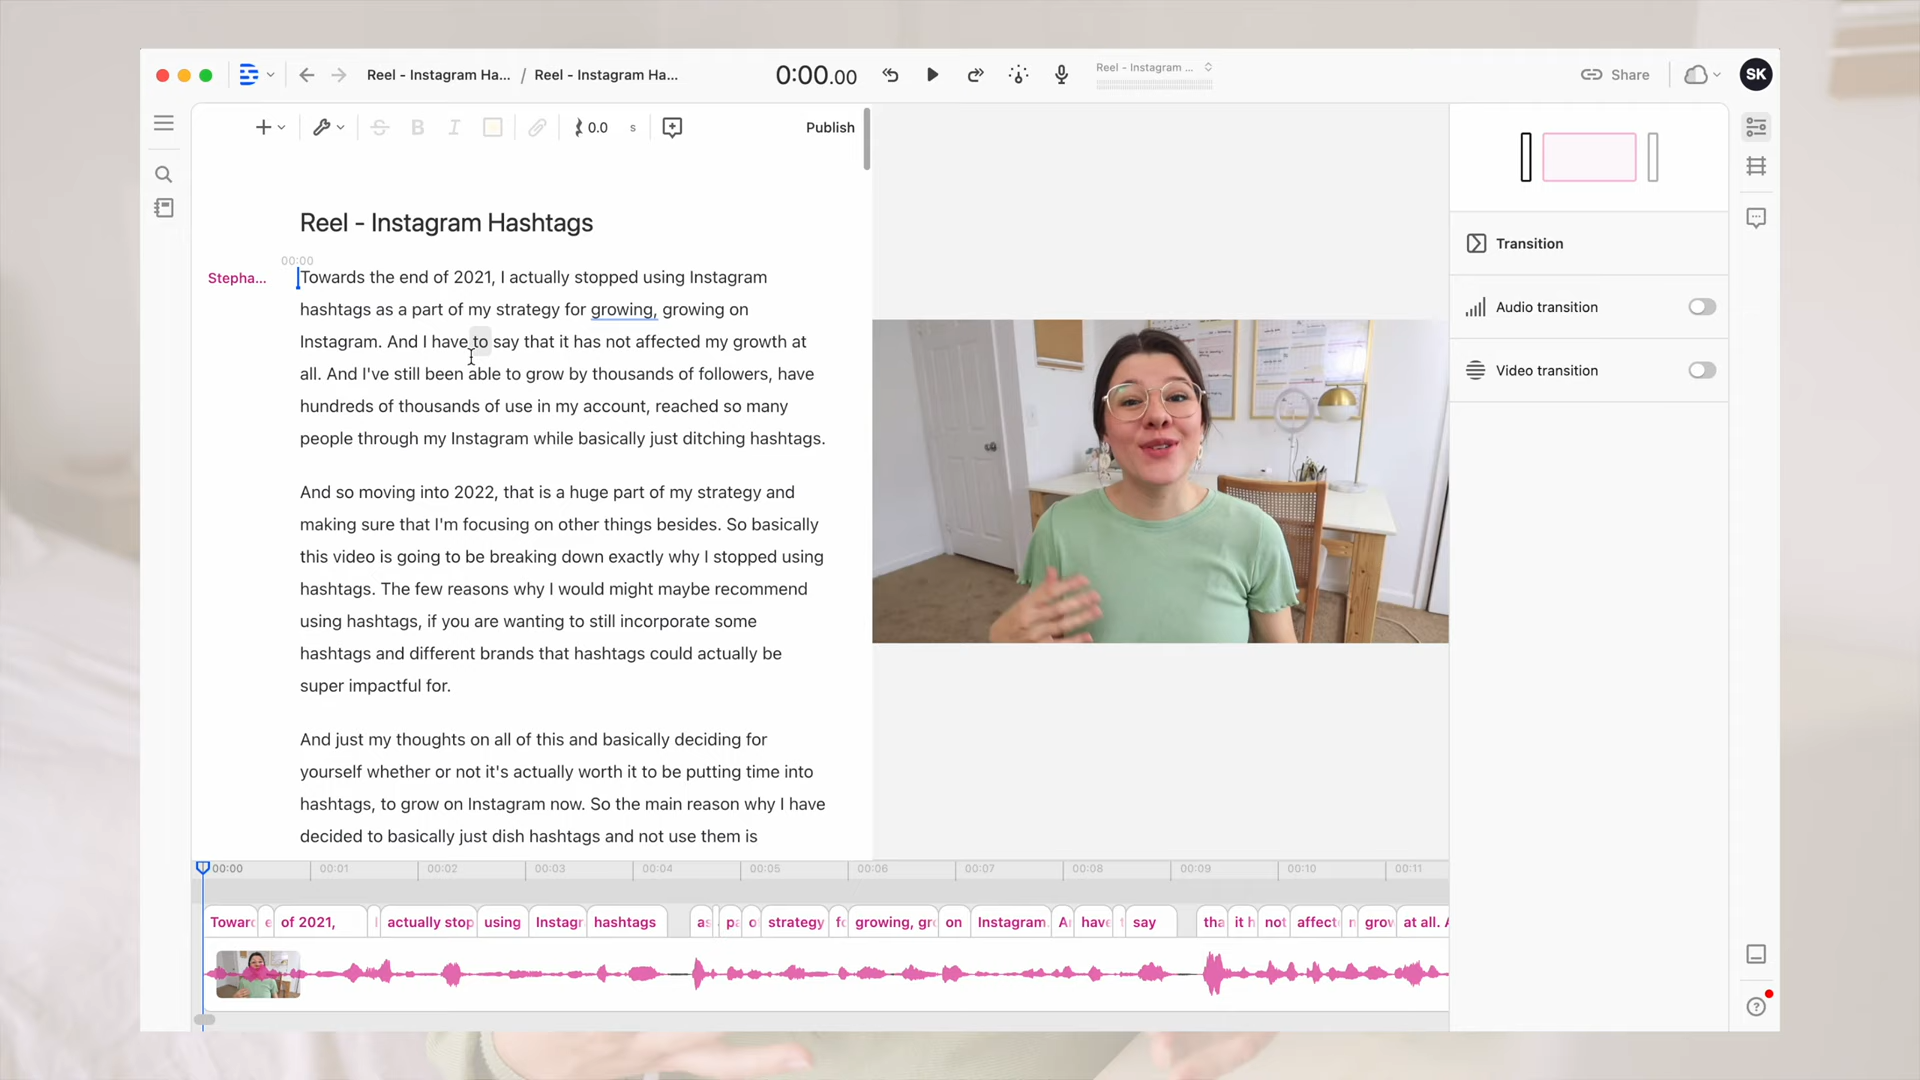 Reel - Instagram Ha... / Reel - Instagram Ha...
0:00.00
Reel - Instagram ...
Share
SK
0.0 s
Publish
Reel - Instagram Hashtags
00:00
Stepha...
Towards the end of 2021, I actually stopped using Instagram
hashtags as a part of my strategy for growing, growing on
Instagram. And I have to say that it has not affected my growth at
all. And I've still been able to grow by thousands of followers, have
hundreds of thousands of use in my account, reached so many
people through my Instagram while basically just ditching hashtags.
And so moving into 2022, that is a huge part of my strategy and
making sure that I'm focusing on other things besides. So basically
this video is going to be breaking down exactly why I stopped using
hashtags. The few reasons why I would might maybe recommend
using hashtags, if you are wanting to still incorporate some
hashtags and different brands that hashtags could actually be
super impactful for.
And just my thoughts on all of this and basically deciding for
yourself whether or not it's actually worth it to be putting time into
hashtags, to grow on Instagram now. So the main reason why I have
decided to basically just dish hashtags and not use them is
Transition
Audio transition
Video transition
00:00 00:01 00:02 00:03 00:04 00:05 00:06 00:07 00:08 00:09 00:10 00:11
Towar e of 2021, I actually stop using Instagr hashtags as pa o strategy fo growing, gr on Instagram. A have t say tha it h not affect m grow at all. A